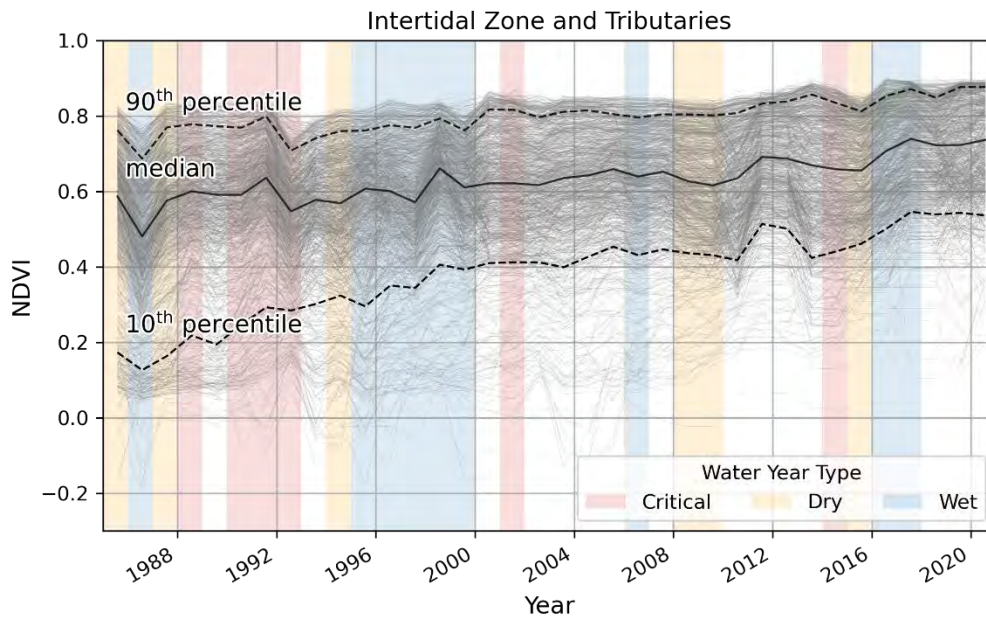 Intertidal Zone and Tributaries
1.0
0.8
0.6
0.4
0.2
0.0
−0.2
NDVI
90th percentile
median
10th percentile
Water Year Type
Critical Dry Wet
1988 1992 1996 2000 2004 2008 2012 2016 2020
Year